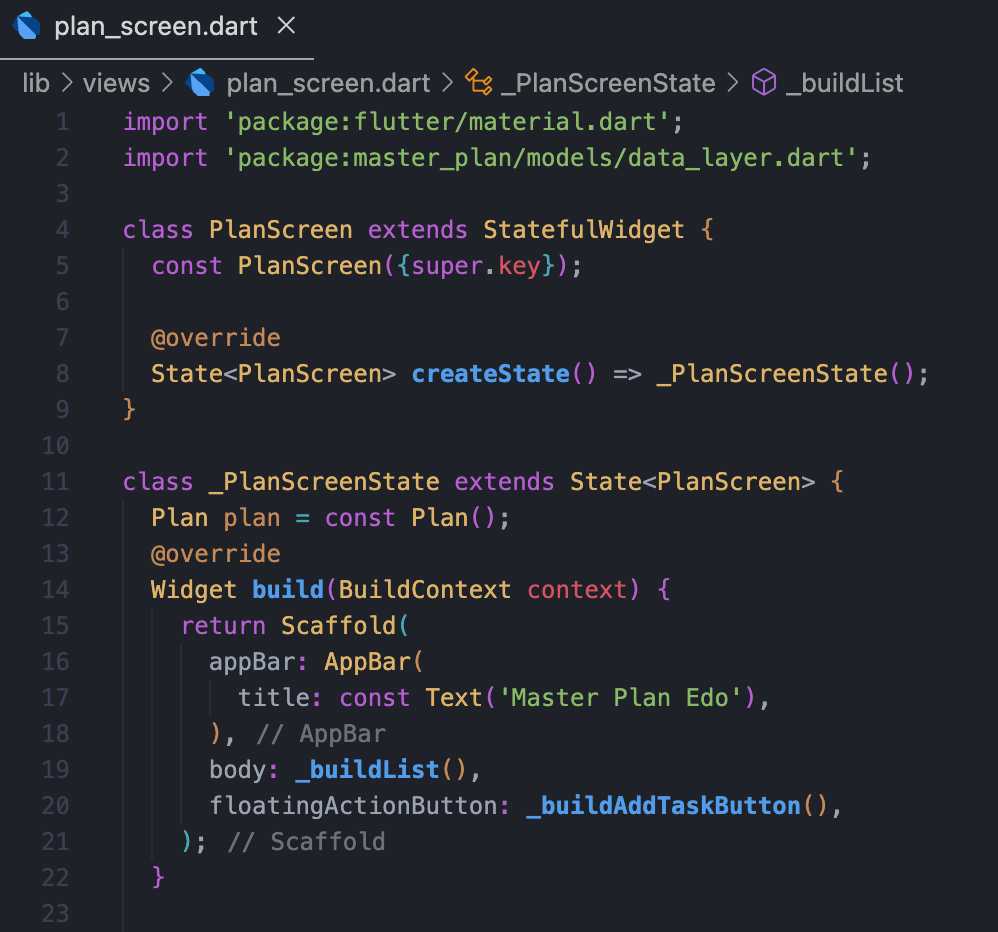 plan_screen.dart ×
lib > views > plan_screen.dart > _PlanScreenState > _buildList
1 import 'package:flutter/material.dart';
2 import 'package:master_plan/models/data_layer.dart';
3
4 class PlanScreen extends StatefulWidget {
5   const PlanScreen({super.key});
6
7   @override
8   State<PlanScreen> createState() => _PlanScreenState();
9 }
10
11 class _PlanScreenState extends State<PlanScreen> {
12   Plan plan = const Plan();
13   @override
14   Widget build(BuildContext context) {
15     return Scaffold(
16       appBar: AppBar(
17         title: const Text('Master Plan Edo'),
18       ), // AppBar
19       body: _buildList(),
20       floatingActionButton: _buildAddTaskButton(),
21     ); // Scaffold
22   }
23